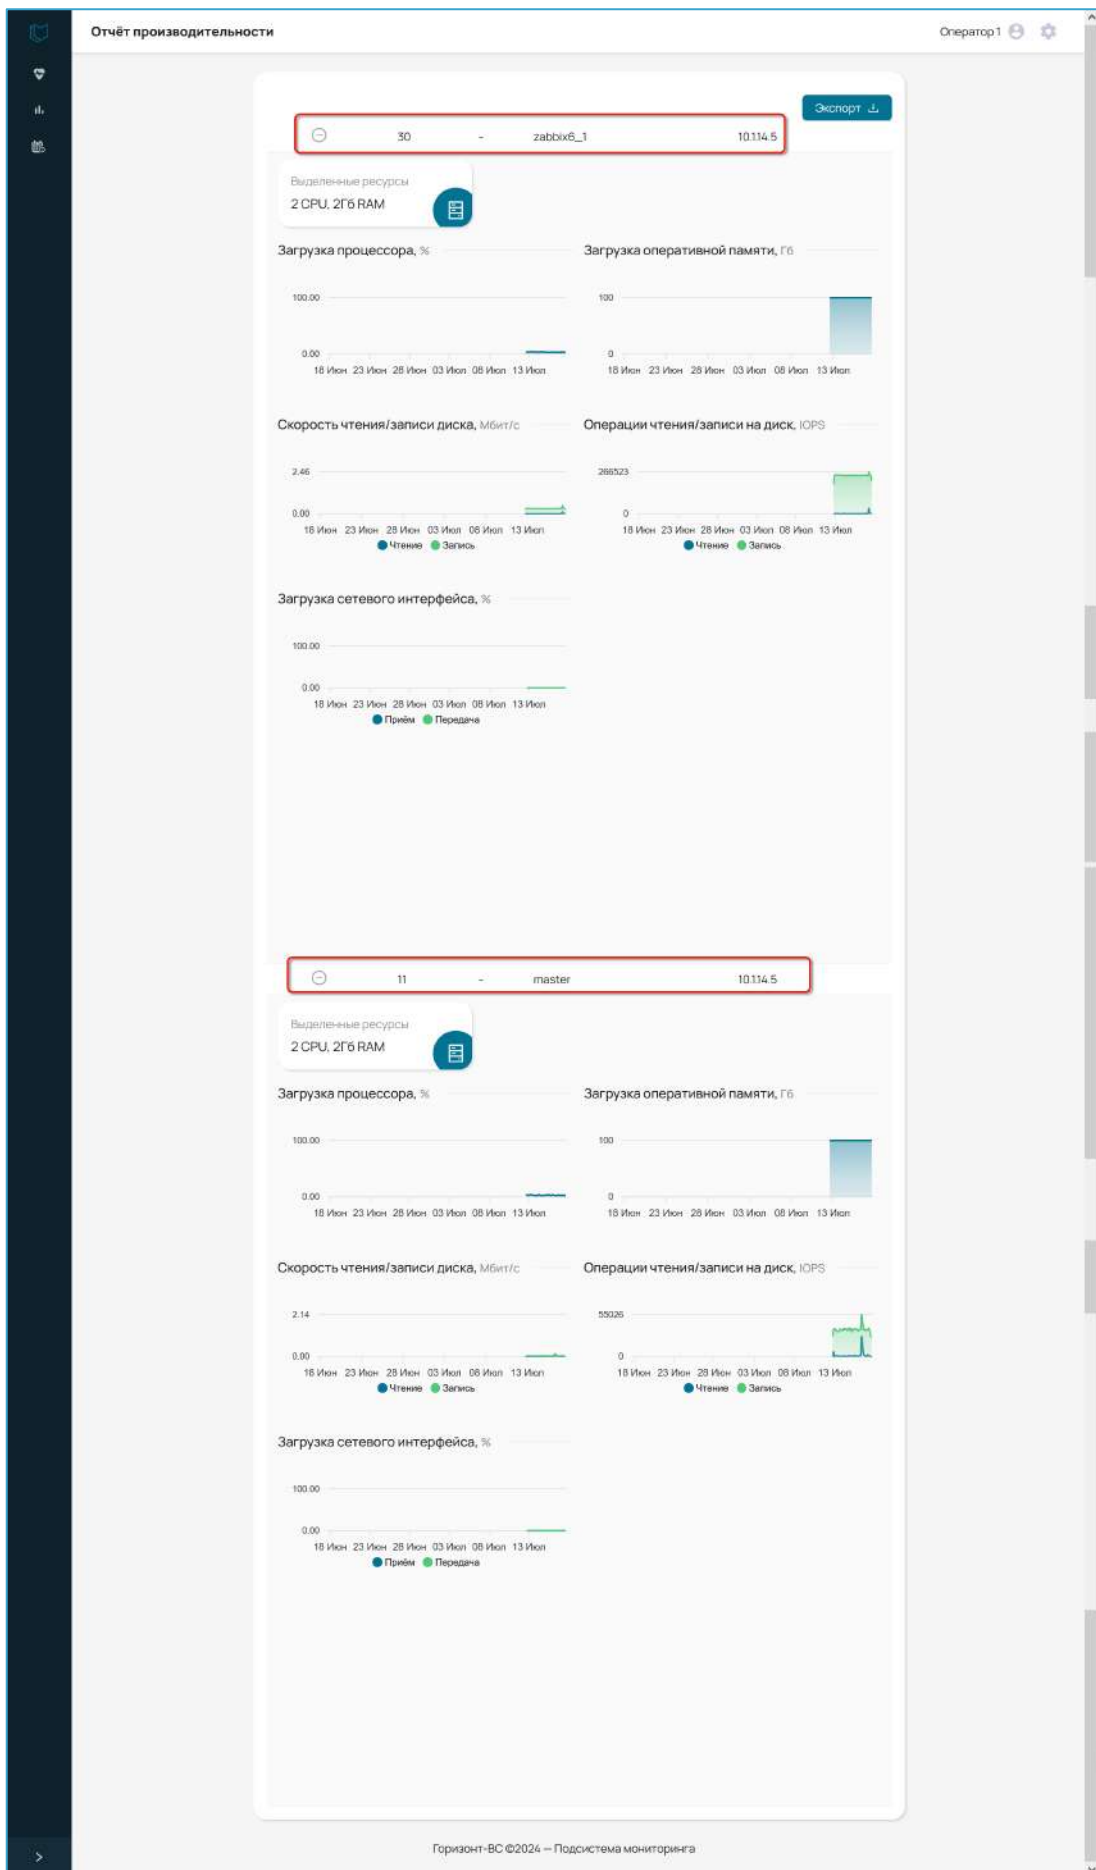 Отчёт производительности
Оператор 1
Экспорт
30 - zabbix6_1 10.1.14.5
Выделенные ресурсы
2 CPU, 2Гб RAM
Загрузка процессора, %
Загрузка оперативной памяти, Гб
100.00
0.00
18 Июн 23 Июн 28 Июн 03 Июл 08 Июл 13 Июл
100
0
18 Июн 23 Июн 28 Июн 03 Июл 08 Июл 13 Июл
Скорость чтения/записи диска, Мбит/с
Операции чтения/записи на диск, IOPS
2.46
0.00
18 Июн 23 Июн 28 Июн 03 Июл 08 Июл 13 Июл
Чтение Запись
266523
0
18 Июн 23 Июн 28 Июн 03 Июл 08 Июл 13 Июл
Чтение Запись
Загрузка сетевого интерфейса, %
100.00
0.00
18 Июн 23 Июн 28 Июн 03 Июл 08 Июл 13 Июл
Приём Передача
11 - master 10.1.14.5
Выделенные ресурсы
2 CPU, 2Гб RAM
Загрузка процессора, %
Загрузка оперативной памяти, Гб
100.00
0.00
18 Июн 23 Июн 28 Июн 03 Июл 08 Июл 13 Июл
100
0
18 Июн 23 Июн 28 Июн 03 Июл 08 Июл 13 Июл
Скорость чтения/записи диска, Мбит/с
Операции чтения/записи на диск, IOPS
2.14
0.00
18 Июн 23 Июн 28 Июн 03 Июл 08 Июл 13 Июл
Чтение Запись
55026
0
18 Июн 23 Июн 28 Июн 03 Июл 08 Июл 13 Июл
Чтение Запись
Загрузка сетевого интерфейса, %
100.00
0.00
18 Июн 23 Июн 28 Июн 03 Июл 08 Июл 13 Июл
Приём Передача
Горизонт-ВС ©2024 — Подсистема мониторинга